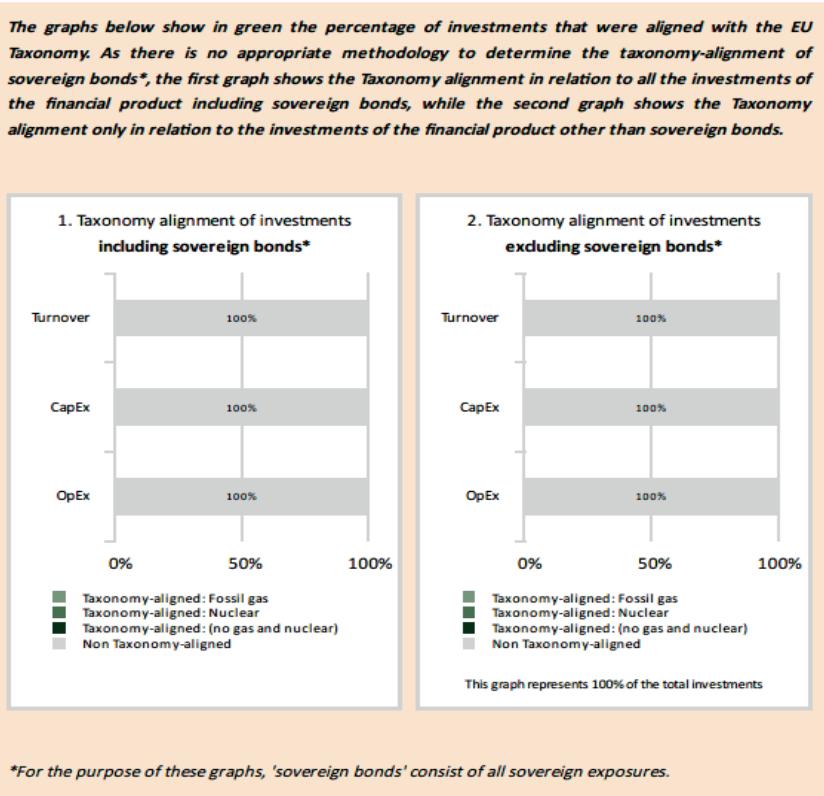 The graphs below show in green the percentage of investments that were aligned with the EU
Taxonomy. As there is no appropriate methodology to determine the taxonomy-alignment of
sovereign bonds*, the first graph shows the Taxonomy alignment in relation to all the investments of
the financial product including sovereign bonds, while the second graph shows the Taxonomy
alignment only in relation to the investments of the financial product other than sovereign bonds.
1. Taxonomy alignment of investments
including sovereign bonds*
Turnover
100%
CapEx
100%
OpEx
100%
0% 50% 100%
Taxonomy-aligned: Fossil gas
Taxonomy-aligned: Nuclear
Taxonomy-aligned: (no gas and nuclear)
Non Taxonomy-aligned
2. Taxonomy alignment of investments
excluding sovereign bonds*
Turnover
100%
CapEx
100%
OpEx
100%
0% 50% 100%
Taxonomy-aligned: Fossil gas
Taxonomy-aligned: Nuclear
Taxonomy-aligned: (no gas and nuclear)
Non Taxonomy-aligned
This graph represents 100% of the total investments
*For the purpose of these graphs, 'sovereign bonds' consist of all sovereign exposures.